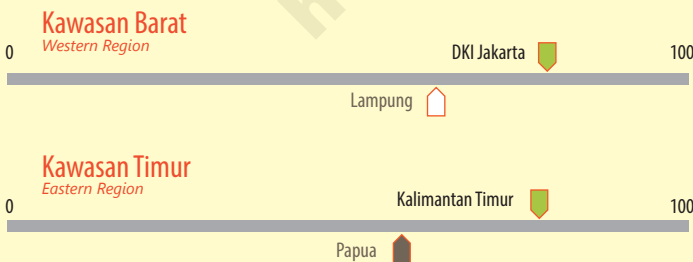 Kawasan Barat
Western Region
0 DKI Jakarta 100
Lampung
Kawasan Timur
Eastern Region
0 Kalimantan Timur 100
Papua